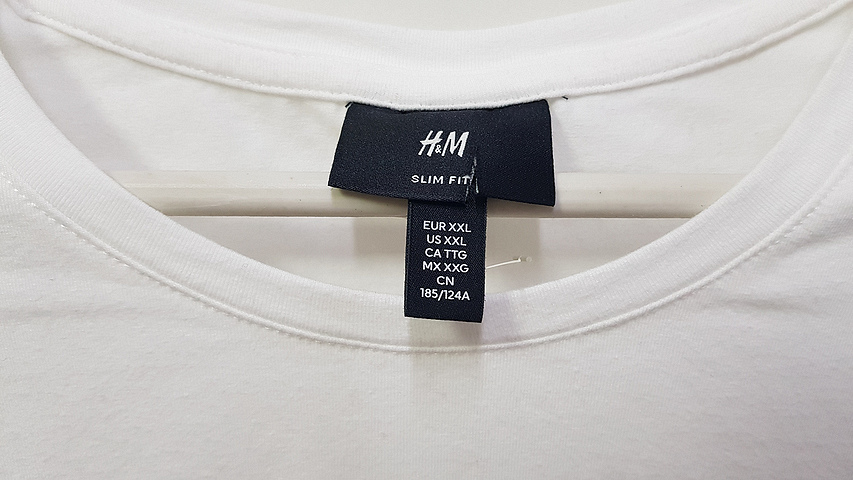 H&M
SLIM FIT
EUR XXL
US XXL
CA TTG
MX XXG
CN
185/124A